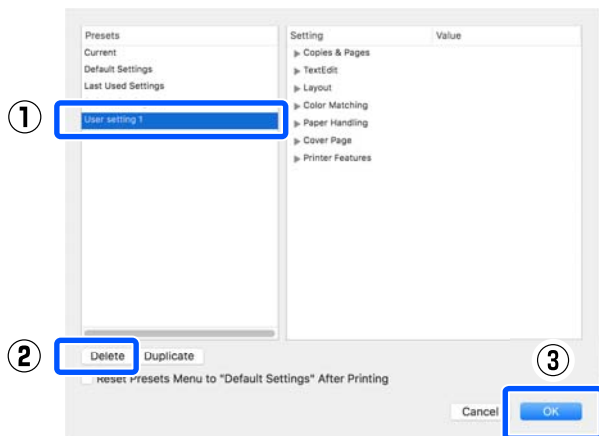 Presets
Current
Default Settings
Last Used Settings
① User setting 1
Setting Value
Copies & Pages
TextEdit
Layout
Color Matching
Paper Handling
Cover Page
Printer Features
② Delete Duplicate
Reset Presets Menu to "Default Settings" After Printing
③
Cancel OK